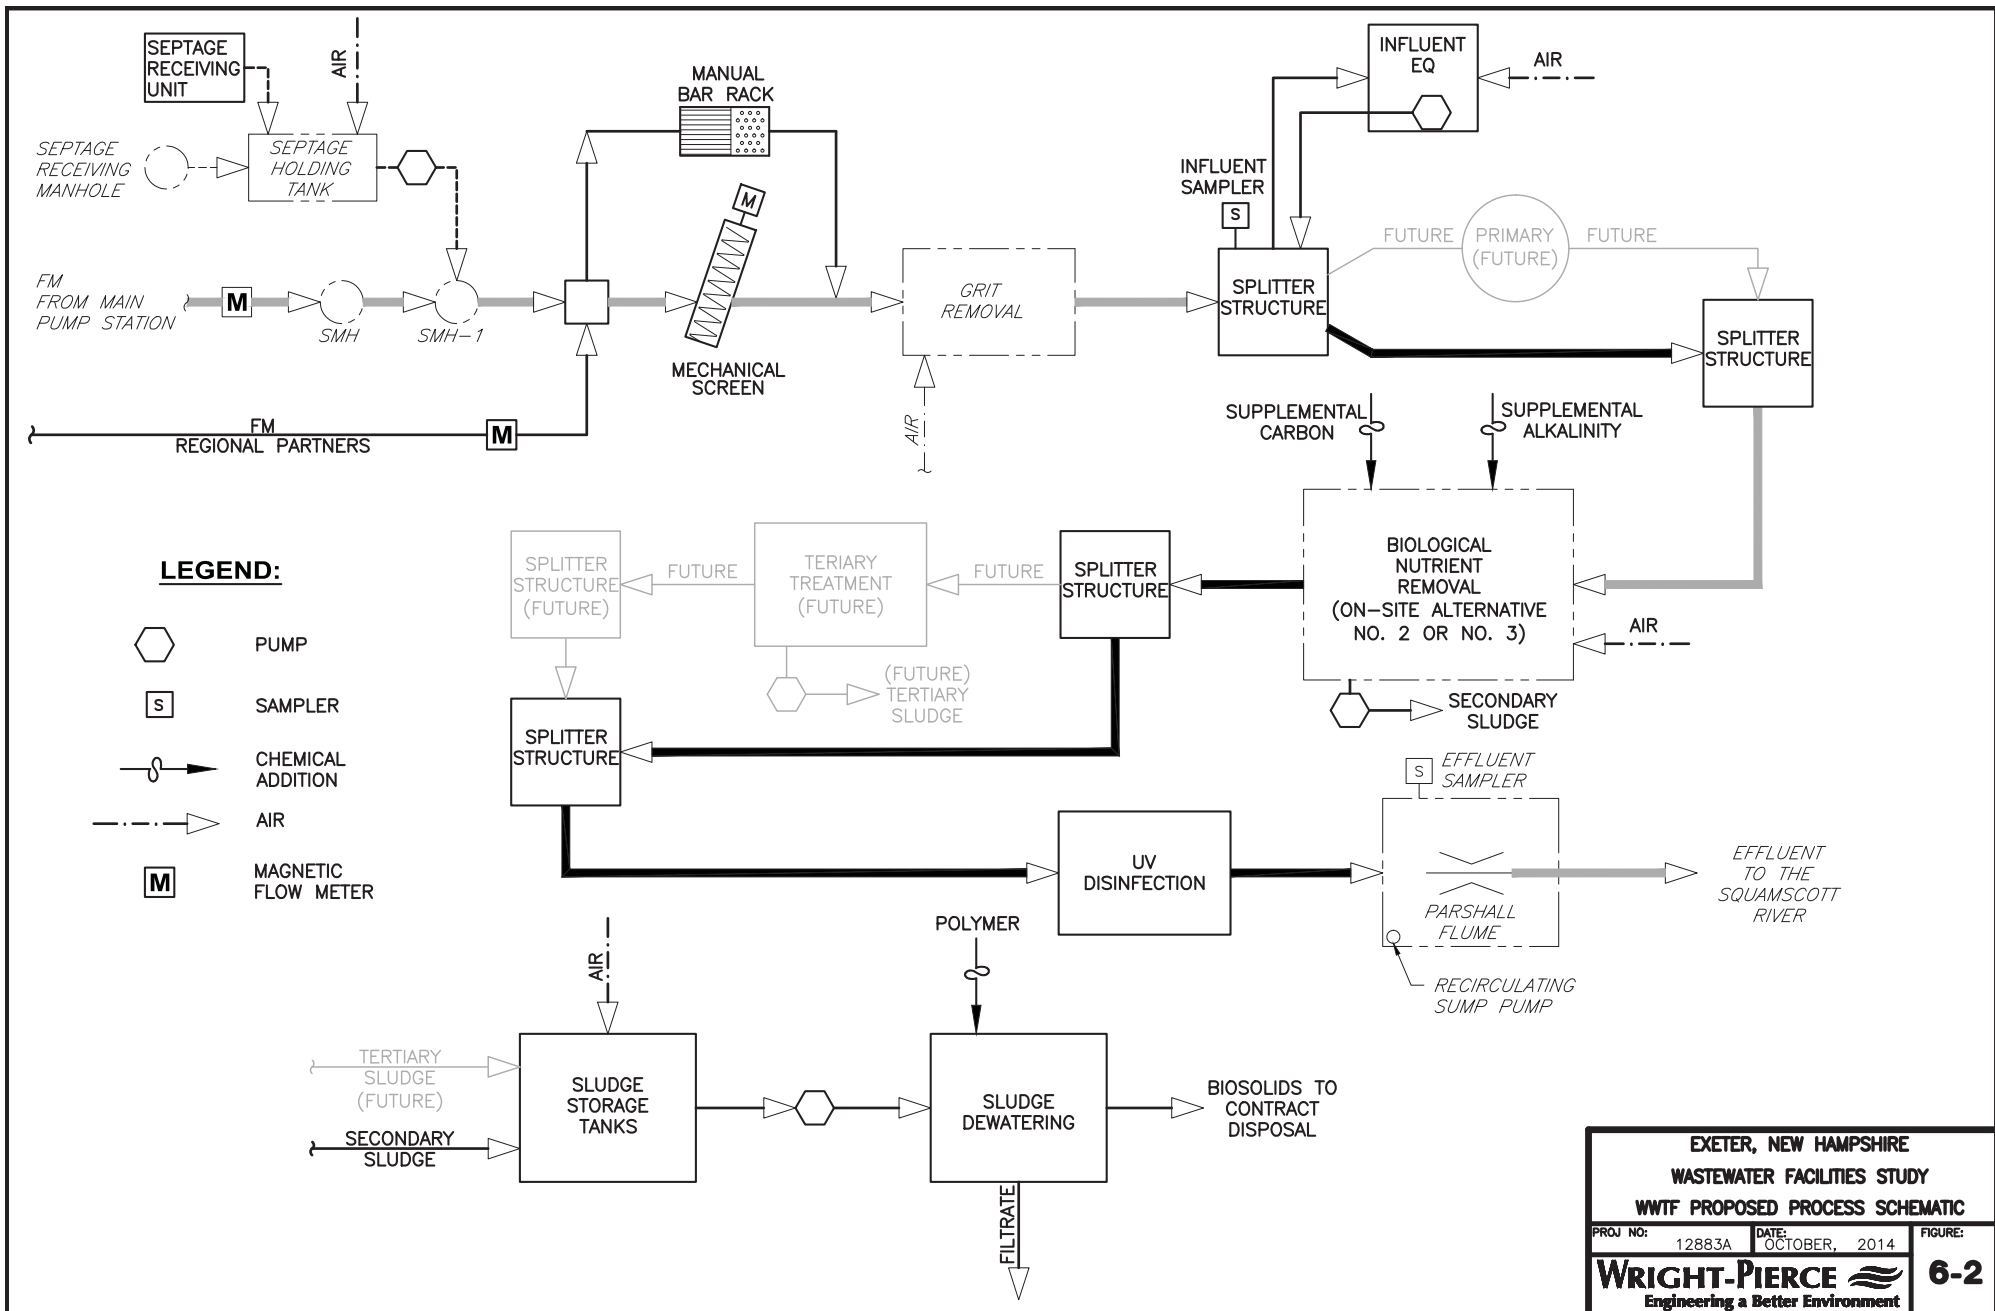 SEPTAGE
RECEIVING
UNIT
AIR
SEPTAGE
RECEIVING
MANHOLE
SEPTAGE
HOLDING
TANK
FM
FROM MAIN
PUMP STATION
M
SMH
SMH-1
FM
REGIONAL PARTNERS
M
MANUAL
BAR RACK
M
MECHANICAL
SCREEN
GRIT
REMOVAL
AIR
INFLUENT
SAMPLER
S
SPLITTER
STRUCTURE
INFLUENT
EQ
AIR
FUTURE
PRIMARY
(FUTURE)
FUTURE
SPLITTER
STRUCTURE
SUPPLEMENTAL
CARBON
SUPPLEMENTAL
ALKALINITY
BIOLOGICAL
NUTRIENT
REMOVAL
(ON-SITE ALTERNATIVE
NO. 2 OR NO. 3)
AIR
SECONDARY
SLUDGE
SPLITTER
STRUCTURE
FUTURE
TERIARY
TREATMENT
(FUTURE)
FUTURE
SPLITTER
STRUCTURE
(FUTURE)
(FUTURE)
TERTIARY
SLUDGE
SPLITTER
STRUCTURE
LEGEND:
PUMP
S
SAMPLER
CHEMICAL
ADDITION
AIR
M
MAGNETIC
FLOW METER
UV
DISINFECTION
S
EFFLUENT
SAMPLER
PARSHALL
FLUME
RECIRCULATING
SUMP PUMP
EFFLUENT
TO THE
SQUAMSCOTT
RIVER
AIR
TERTIARY
SLUDGE
(FUTURE)
SECONDARY
SLUDGE
SLUDGE
STORAGE
TANKS
POLYMER
SLUDGE
DEWATERING
FILTRATE
BIOSOLIDS TO
CONTRACT
DISPOSAL
EXETER, NEW HAMPSHIRE
WASTEWATER FACILITIES STUDY
WWTF PROPOSED PROCESS SCHEMATIC
PROJ NO: 12883A
DATE: OCTOBER, 2014
FIGURE:
6-2
WRIGHT-PIERCE
Engineering a Better Environment